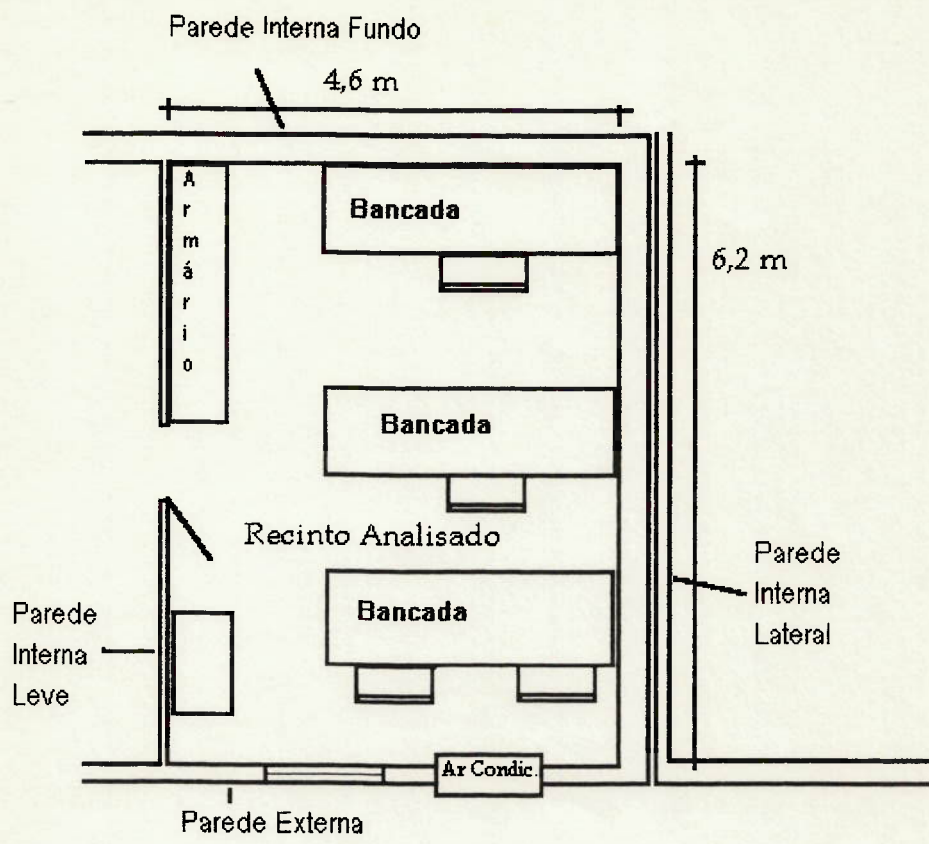 Parede Interna Fundo
4,6 m
Armário
Bancada
6,2 m
Bancada
Recinto Analisado
Parede
Interna
Lateral
Bancada
Parede
Interna
Leve
Ar Condic.
Parede Externa